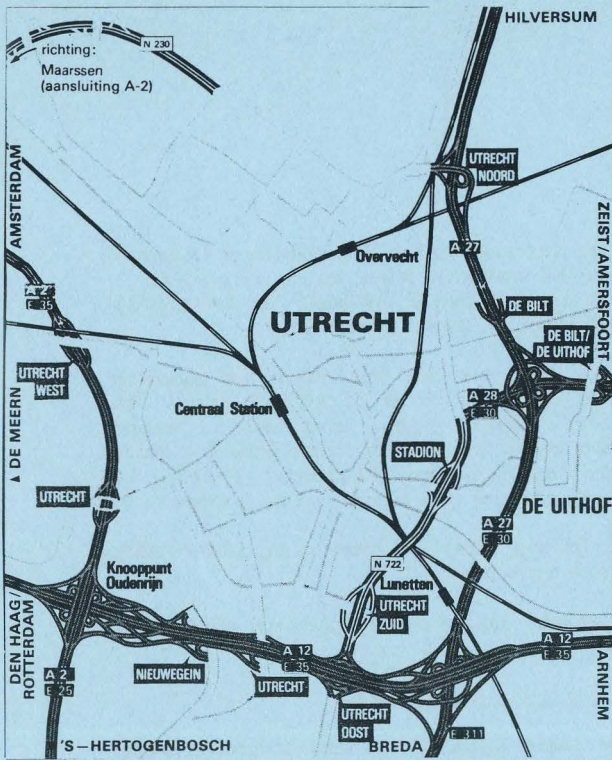 HILVERSUM
N 230
richting:
Maarssen
(aansluiting A-2)
UTRECHT
NOORD
AMSTERDAM
ZEIST/AMERSFOORT
A 27
Overvecht
A 2
E 35
UTRECHT
DE BILT
DE BILT/
DE UITHOF
UTRECHT
WEST
A 28
E 30
Centraal Station
▲ DE MEERN
STADION
UTRECHT
DE UITHOF
A 27
E 30
Knooppunt
Oudenrijn
N 722
Lunetten
UTRECHT
ZUID
DEN HAAG/
ROTTERDAM
A 12
E 35
A 12
E 35
ARNHEM
A 2
E 25
NIEUWEGEIN
UTRECHT
UTRECHT
OOST
'S-HERTOGENBOSCH
BREDA
E 311